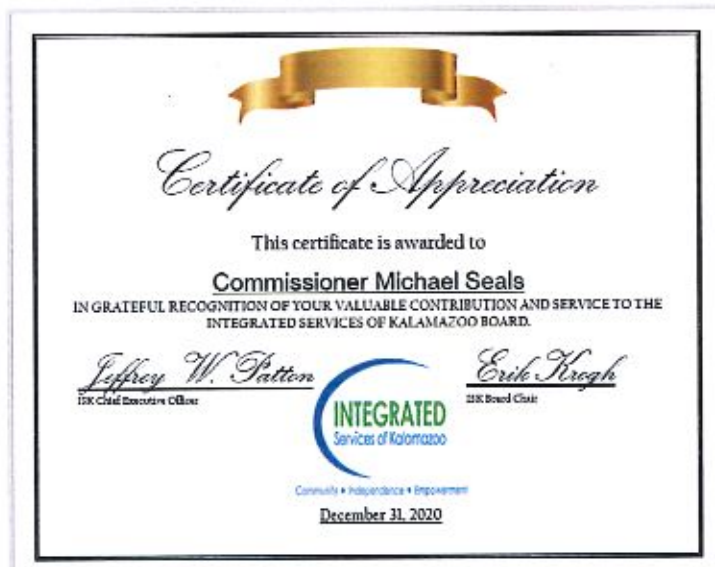 Certificate of Appreciation
This certificate is awarded to
Commissioner Michael Seals
IN GRATEFUL RECOGNITION OF YOUR VALUABLE CONTRIBUTION AND SERVICE TO THE
INTEGRATED SERVICES OF KALAMAZOO BOARD.
Jeffrey W. Patton
ISK Chief Executive Officer
Erik Krogh
ISK Board Chair
INTEGRATED
Services of Kalamazoo
Community • Independence • Empowerment
December 31, 2020